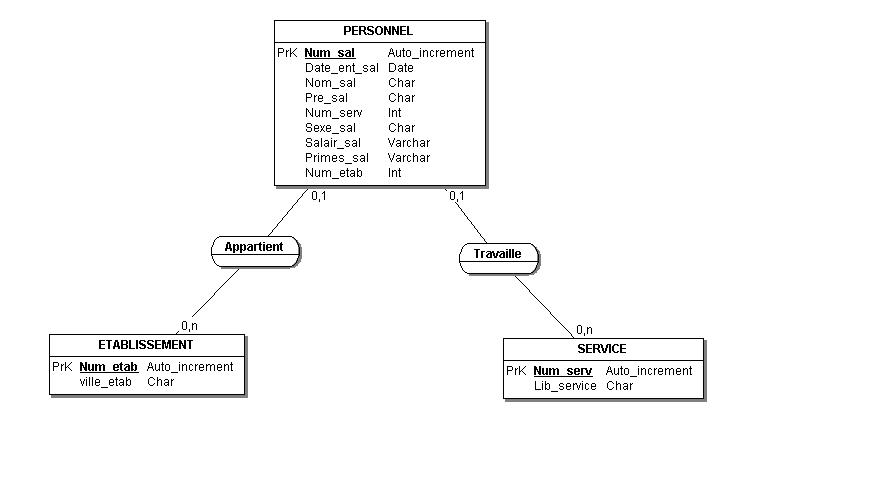 PERSONNEL
PrK Num_sal Auto_increment
Date_ent_sal Date
Nom_sal Char
Pre_sal Char
Num_serv Int
Sexe_sal Char
Salair_sal Varchar
Primes_sal Varchar
Num_etab Int
0,1 0,1
Appartient
Travaille
0,n
0,n
ETABLISSEMENT
PrK Num_etab Auto_increment
ville_etab Char
SERVICE
PrK Num_serv Auto_increment
Lib_service Char